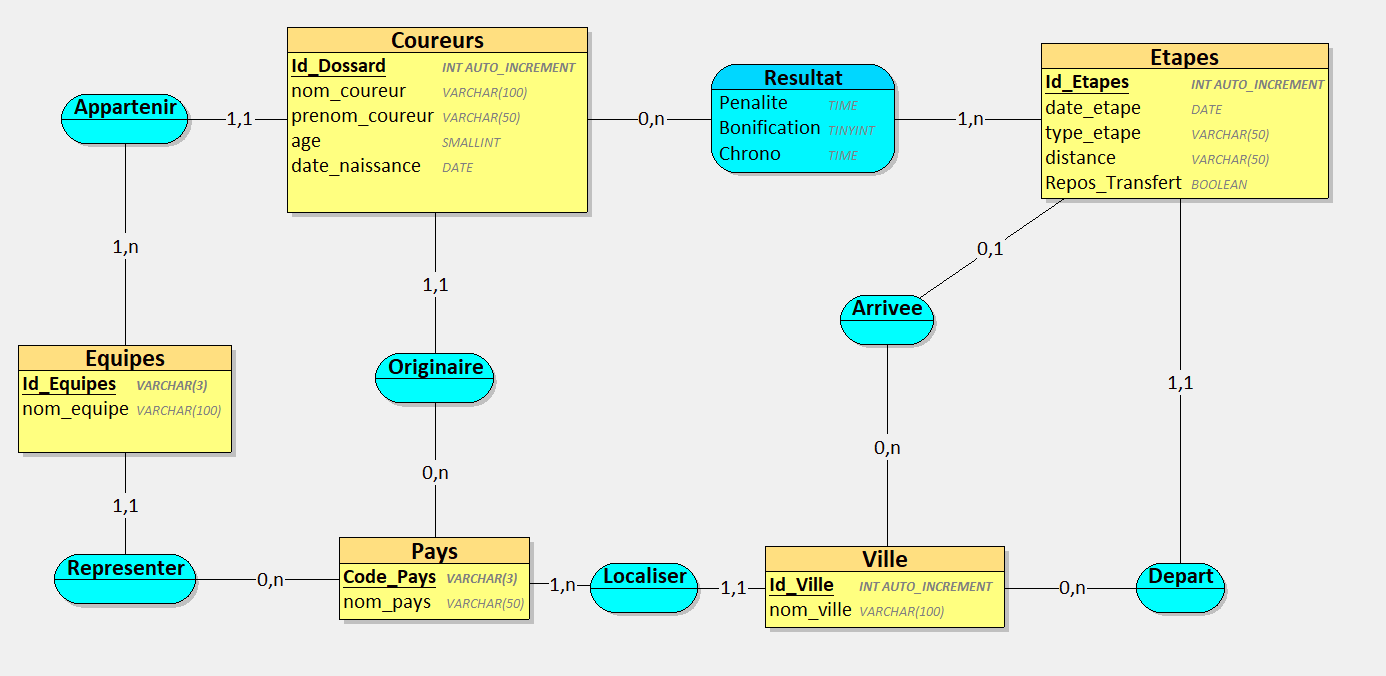 Coureurs
Id_Dossard INT AUTO_INCREMENT
nom_coureur VARCHAR(100)
prenom_coureur VARCHAR(50)
age SMALLINT
date_naissance DATE
Appartenir
1,1
0,n
Resultat
Penalite TIME
Bonification TINYINT
Chrono TIME
1,n
Etapes
Id_Etapes INT AUTO_INCREMENT
date_etape DATE
type_etape VARCHAR(50)
distance VARCHAR(50)
Repos_Transfert BOOLEAN
1,n
1,1
0,1
Arrivee
Equipes
Id_Equipes VARCHAR(3)
nom_equipe VARCHAR(100)
Originaire
1,1
0,n
0,n
1,1
Representer
0,n
Pays
Code_Pays VARCHAR(3)
nom_pays VARCHAR(50)
1,n
Localiser
1,1
Ville
Id_Ville INT AUTO_INCREMENT
nom_ville VARCHAR(100)
0,n
Depart